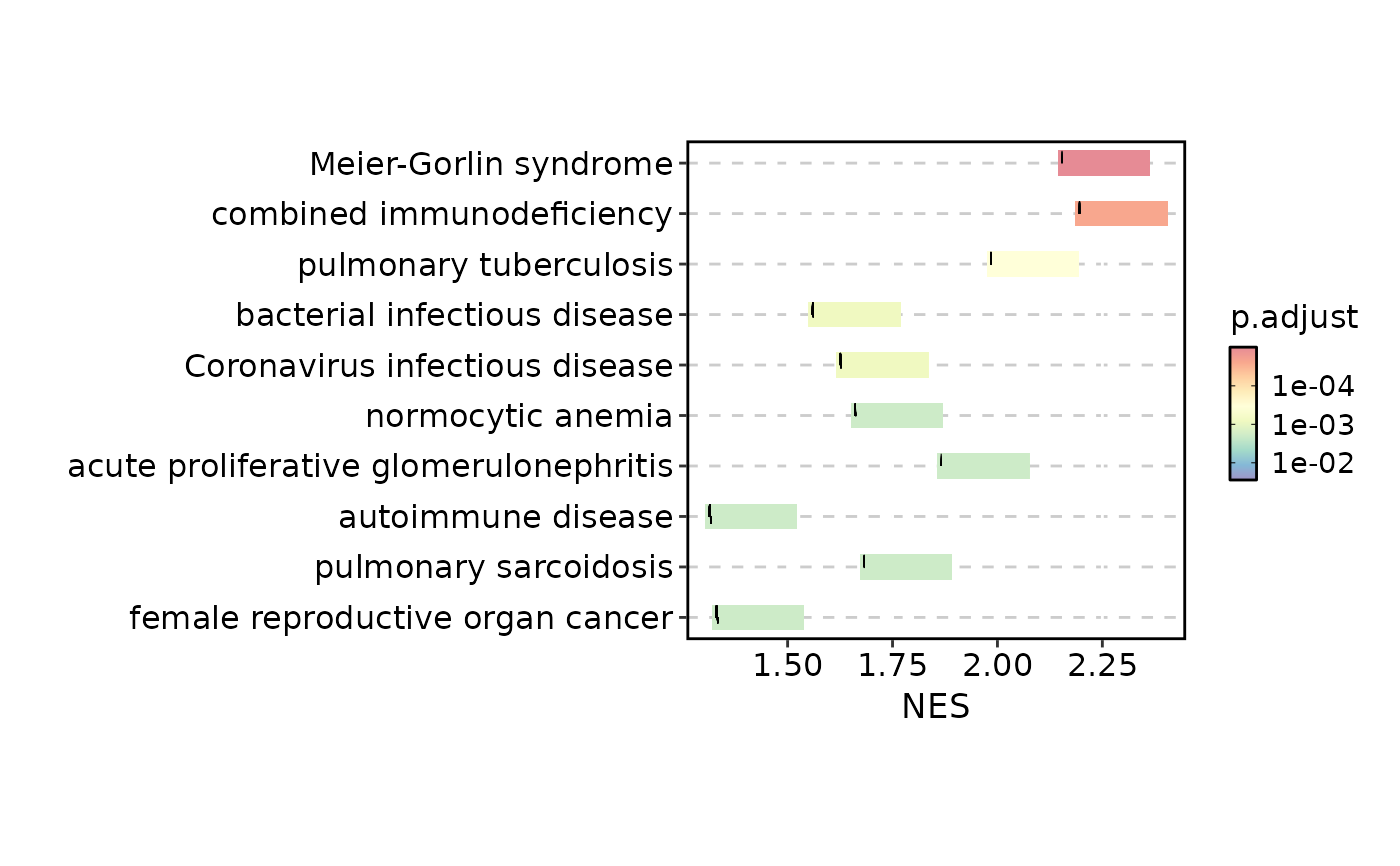 Meier-Gorlin syndrome
combined immunodeficiency
pulmonary tuberculosis
bacterial infectious disease
Coronavirus infectious disease
normocytic anemia
acute proliferative glomerulonephritis
autoimmune disease
pulmonary sarcoidosis
female reproductive organ cancer
1.50 1.75 2.00 2.25
NES
p.adjust
1e-04
1e-03
1e-02